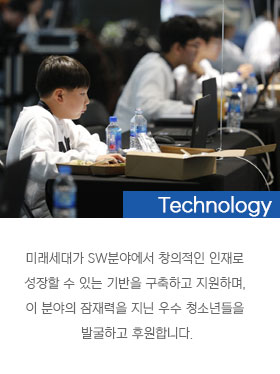 Technology
미래세대가 SW분야에서 창의적인 인재로
성장할 수 있는 기반을 구축하고 지원하며,
이 분야의 잠재력을 지닌 우수 청소년들을
발굴하고 후원합니다.